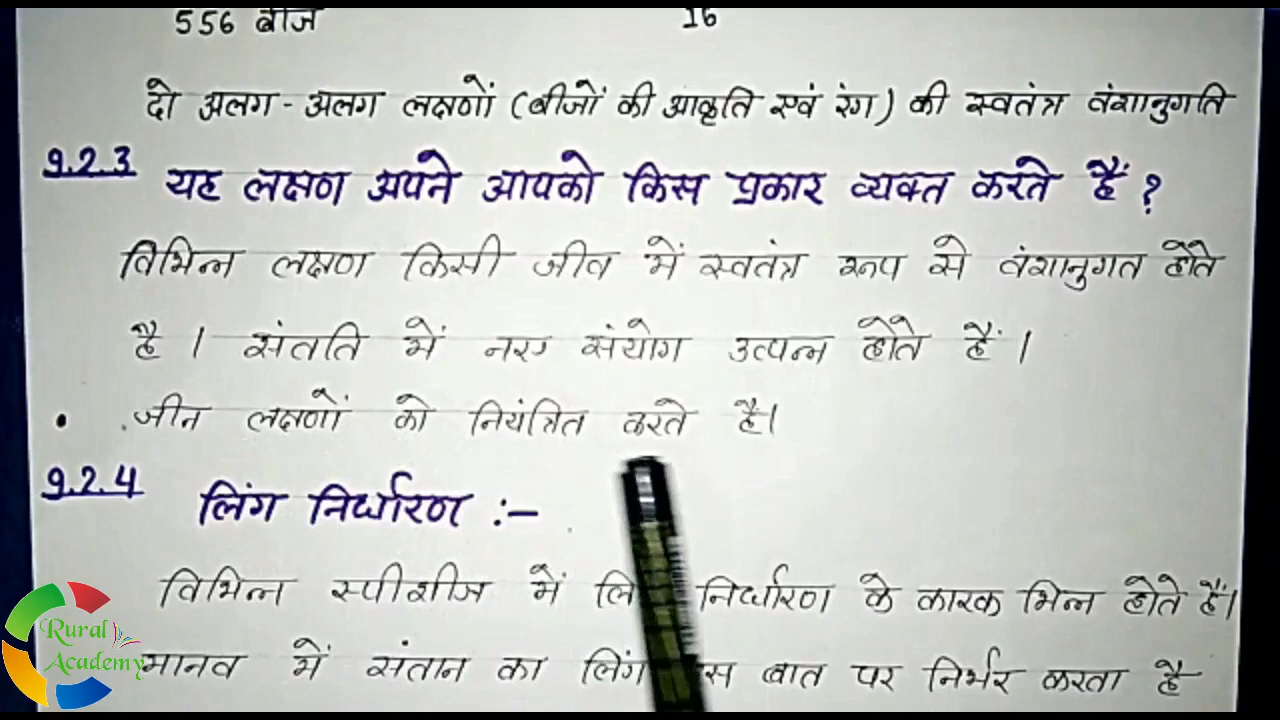 556 बीज 16
दो अलग - अलग लक्षणों (बीजों की आकृति एवं रंग) की स्वतंत्र वंशानुगति
9.2.3 यह लक्षण अपने आपको किस प्रकार व्यक्त करते हैं ?
विभिन्न लक्षण किसी जीव में स्वतंत्र रूप से वंशानुगत होते
है । संतति में नए संयोग उत्पन्न होते हैं ।
• जीन लक्षणों को नियंत्रित करते है।
9.2.4 लिंग निर्धारण :-
विभिन्न स्पीशीज में निर्धारण के कारक भिन्न होते हैं।
मानव में संतान का लिंग बात पर निर्भर करता है
Rural
Academy